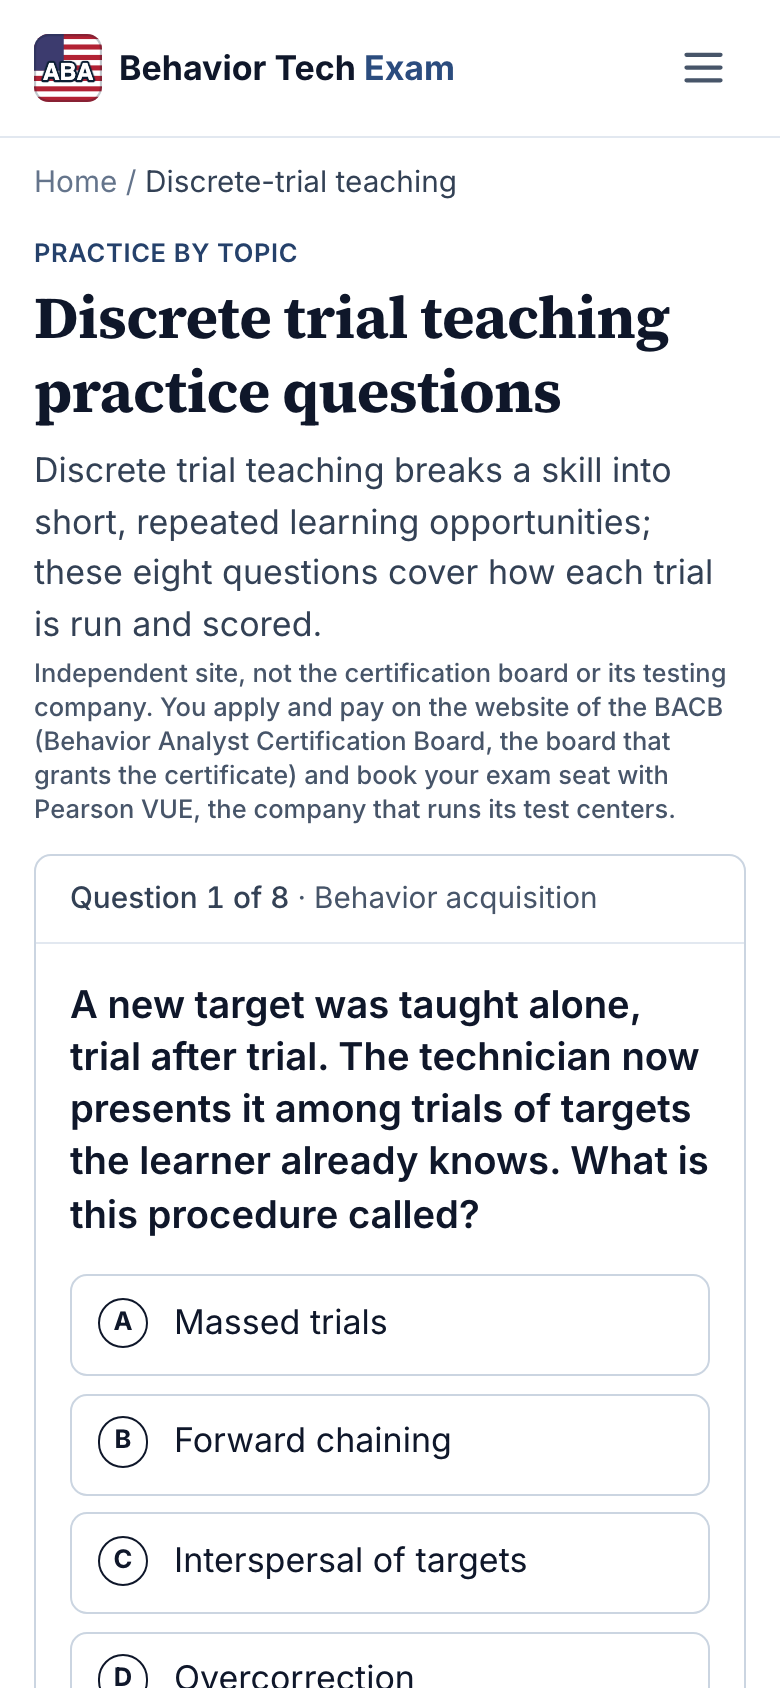 ABA
Behavior Tech Exam
Home / Discrete-trial teaching
PRACTICE BY TOPIC
Discrete trial teaching
practice questions
Discrete trial teaching breaks a skill into
short, repeated learning opportunities;
these eight questions cover how each trial
is run and scored.
Independent site, not the certification board or its testing
company. You apply and pay on the website of the BACB
(Behavior Analyst Certification Board, the board that
grants the certificate) and book your exam seat with
Pearson VUE, the company that runs its test centers.
Question 1 of 8 · Behavior acquisition
A new target was taught alone,
trial after trial. The technician now
presents it among trials of targets
the learner already knows. What is
this procedure called?
A Massed trials
B Forward chaining
C Interspersal of targets
D Overcorrection